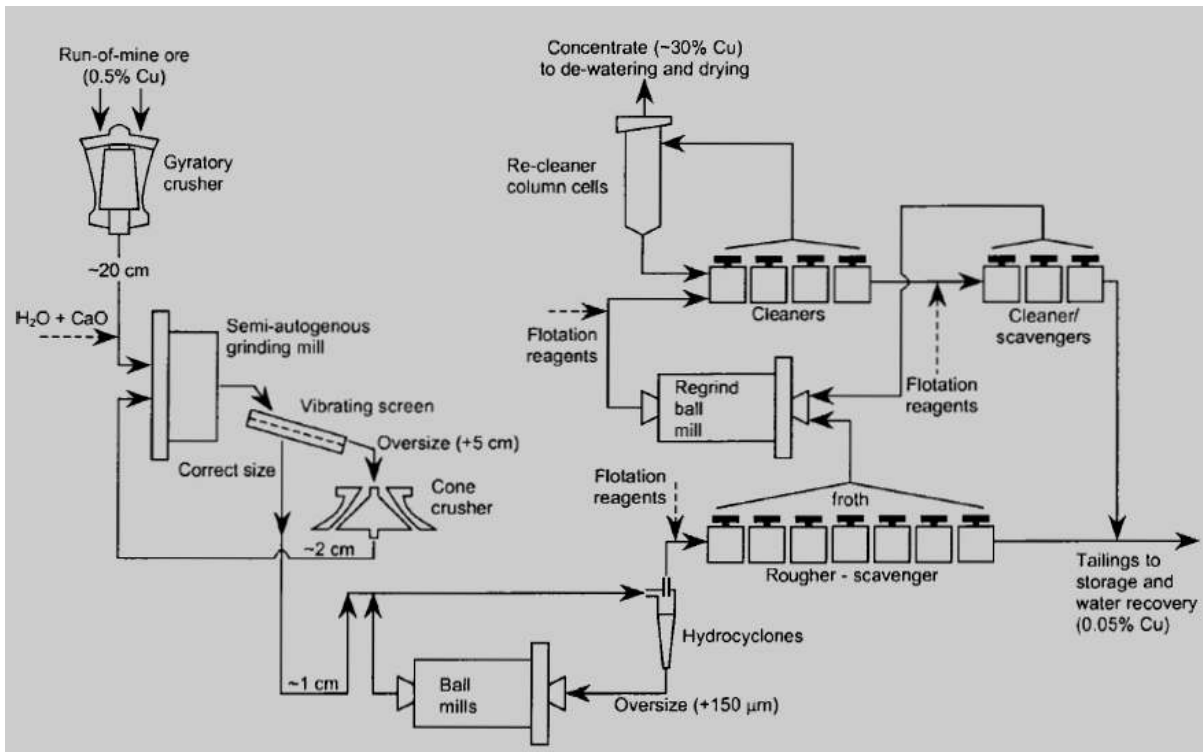 Run-of-mine ore
(0.5% Cu)
Gyratory
crusher
~20 cm
H₂O + CaO
Semi-autogenous
grinding mill
Vibrating screen
Oversize (+5 cm)
Correct size
Cone
crusher
~2 cm
~1 cm
Ball
mills
Oversize (+150 μm)
Hydrocyclones
Flotation
reagents
froth
Rougher - scavenger
Tailings to
storage and
water recovery
(0.05% Cu)
Regrind
ball
mill
Flotation
reagents
Cleaners
Flotation
reagents
Cleaner/
scavengers
Re-cleaner
column cells
Concentrate (~30% Cu)
to de-watering and drying